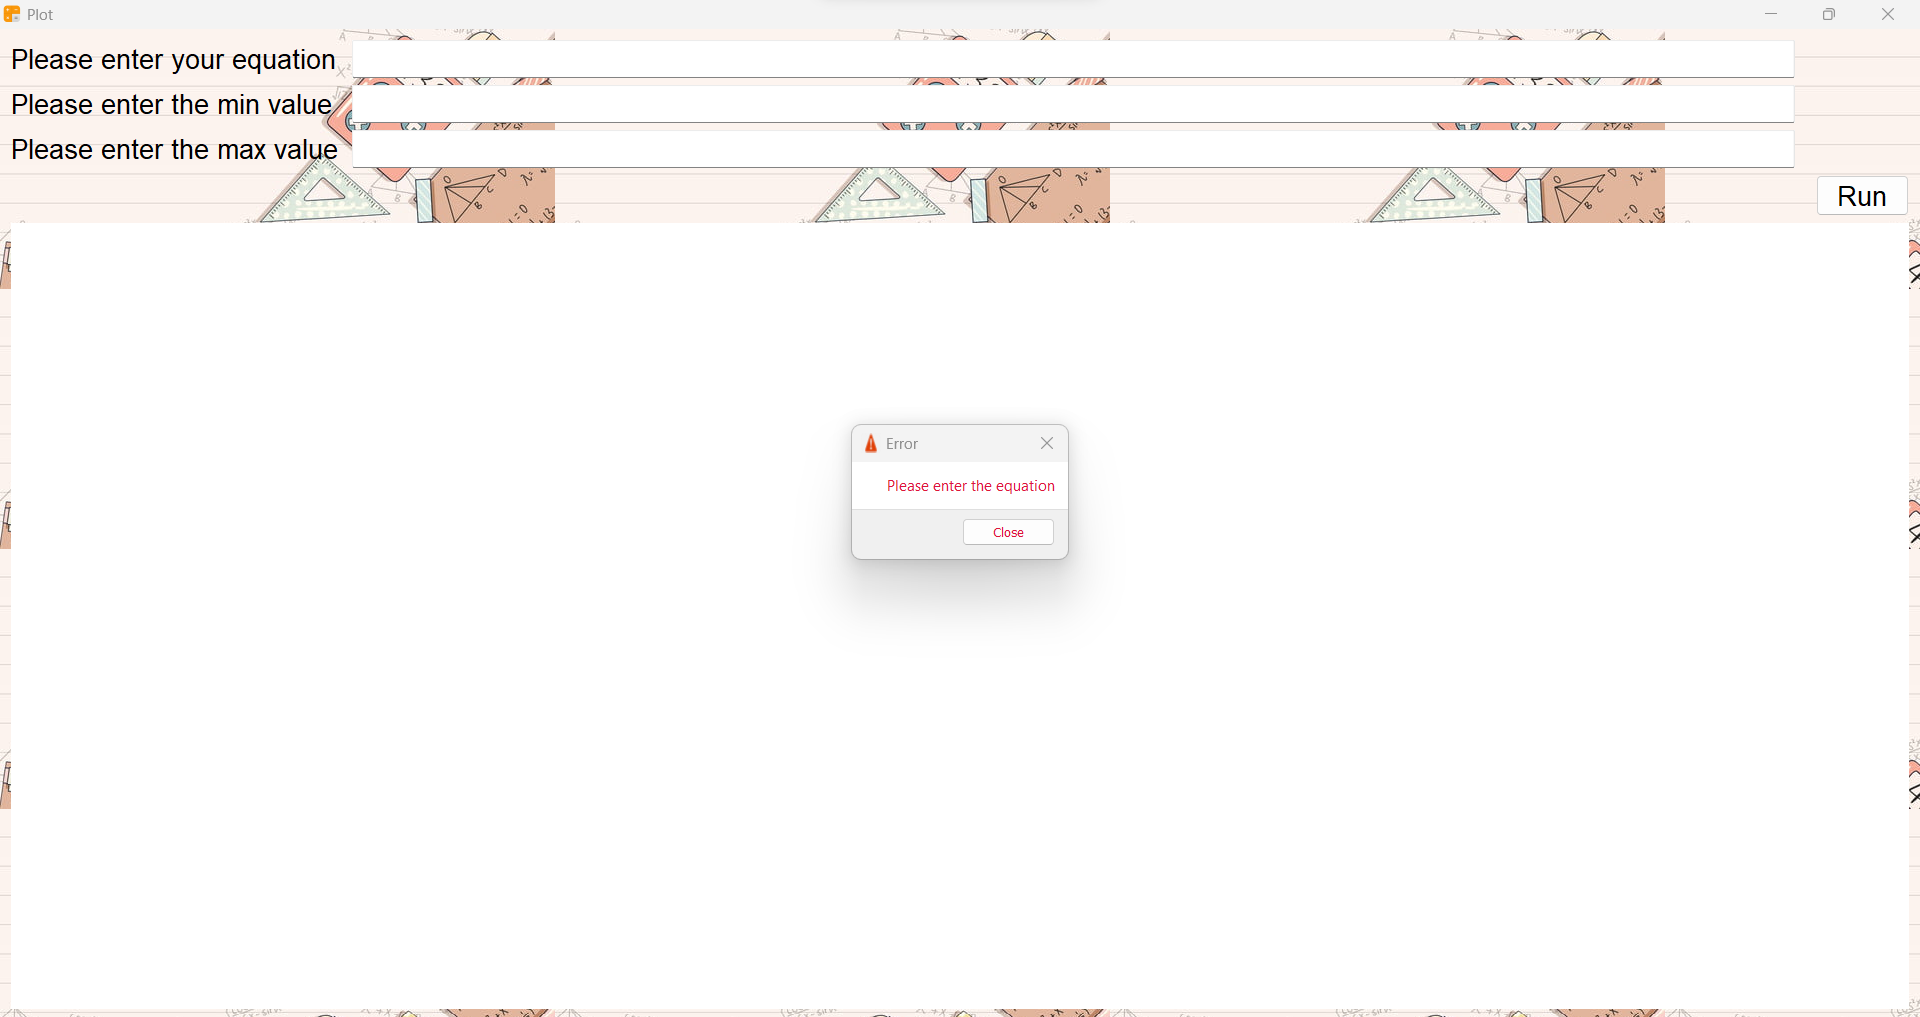 Plot
Please enter your equation
Please enter the min value
Please enter the max value
Run
Error
Please enter the equation
Close